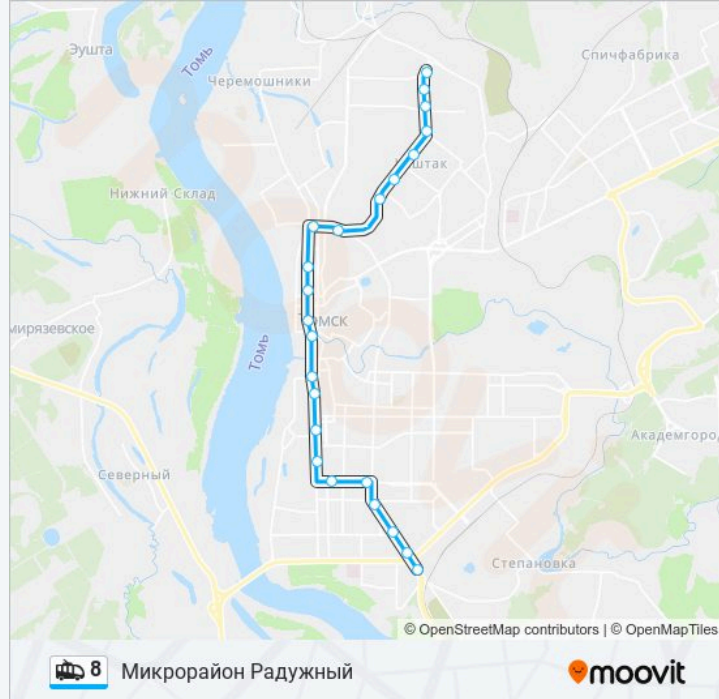 Эушта
Томь
Спичфабрика
Черемошники
Каштак
Нижний Склад
ТОМСК
мирязевское
Томь
Академгород
Северный
Степановка
© OpenStreetMap contributors | © OpenMapTiles
8 Микрорайон Радужный
moovit